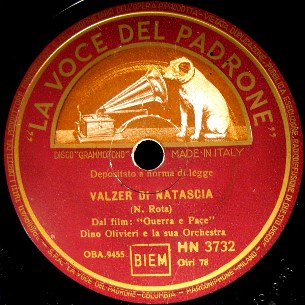 "LA VOCE DEL PADRONE"
DISCO "GRAMMOFONO"
MADE IN ITALY
Depositato a norma di legge
VALZER DI NATASCIA
(N. Rota)
Dal film: "Guerra e Pace"
Dino Olivieri e la sua Orchestra
OBA. 9455
BIEM
HN 3732
Giri 78